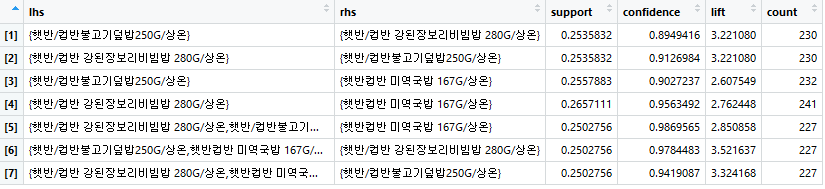 lhs rhs support confidence lift count
[1] {햇반/컵반불고기덮밥250G/상온} {햇반/컵반 강된장보리비빔밥 280G/상온} 0.2535832 0.8949416 3.221080 230
[2] {햇반/컵반 강된장보리비빔밥 280G/상온} {햇반/컵반불고기덮밥250G/상온} 0.2535832 0.9126984 3.221080 230
[3] {햇반/컵반불고기덮밥250G/상온} {햇반컵반 미역국밥 167G/상온} 0.2557883 0.9027237 2.607549 232
[4] {햇반/컵반 강된장보리비빔밥 280G/상온} {햇반컵반 미역국밥 167G/상온} 0.2657111 0.9563492 2.762448 241
[5] {햇반/컵반 강된장보리비빔밥 280G/상온,햇반/컵반불고기... {햇반컵반 미역국밥 167G/상온} 0.2502756 0.9869565 2.850858 227
[6] {햇반/컵반불고기덮밥250G/상온,햇반컵반 미역국밥 167G/... {햇반/컵반 강된장보리비빔밥 280G/상온} 0.2502756 0.9784483 3.521637 227
[7] {햇반/컵반 강된장보리비빔밥 280G/상온,햇반컵반 미역국... {햇반/컵반불고기덮밥250G/상온} 0.2502756 0.9419087 3.324168 227